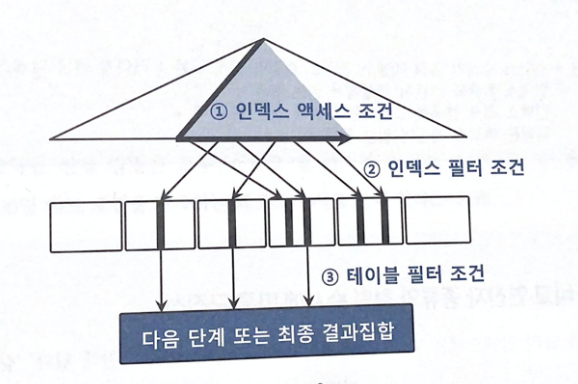 ① 인덱스 액세스 조건
② 인덱스 필터 조건
③ 테이블 필터 조건
다음 단계 또는 최종 결과집합